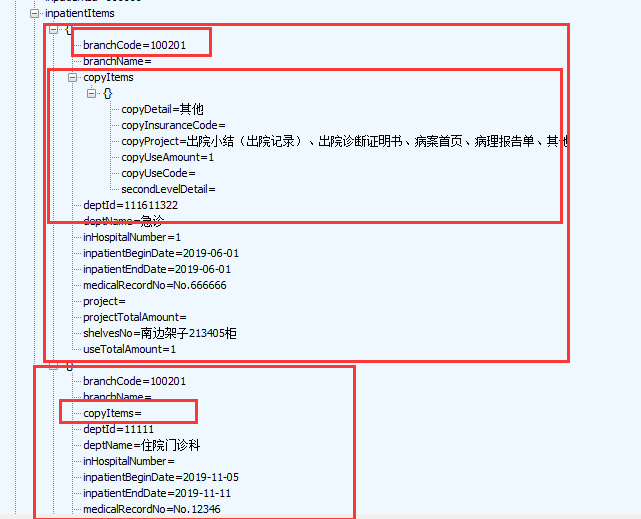 inpatientItems
{}
branchCode=100201
branchName=
copyItems
{}
copyDetail=其他
copyInsuranceCode=
copyProject=出院小结（出院记录）、出院诊断证明书、病案首页、病理报告单、其他
copyUseAmount=1
copyUseCode=
secondLevelDetail=
deptId=111611322
deptName=急诊
inHospitalNumber=1
inpatientBeginDate=2019-06-01
inpatientEndDate=2019-06-01
medicalRecordNo=No.666666
project=
projectTotalAmount=
shelvesNo=南边架子213405柜
useTotalAmount=1
{}
branchCode=100201
branchName=
copyItems=
deptId=11111
deptName=住院门诊科
inHospitalNumber=
inpatientBeginDate=2019-11-05
inpatientEndDate=2019-11-11
medicalRecordNo=No.12346